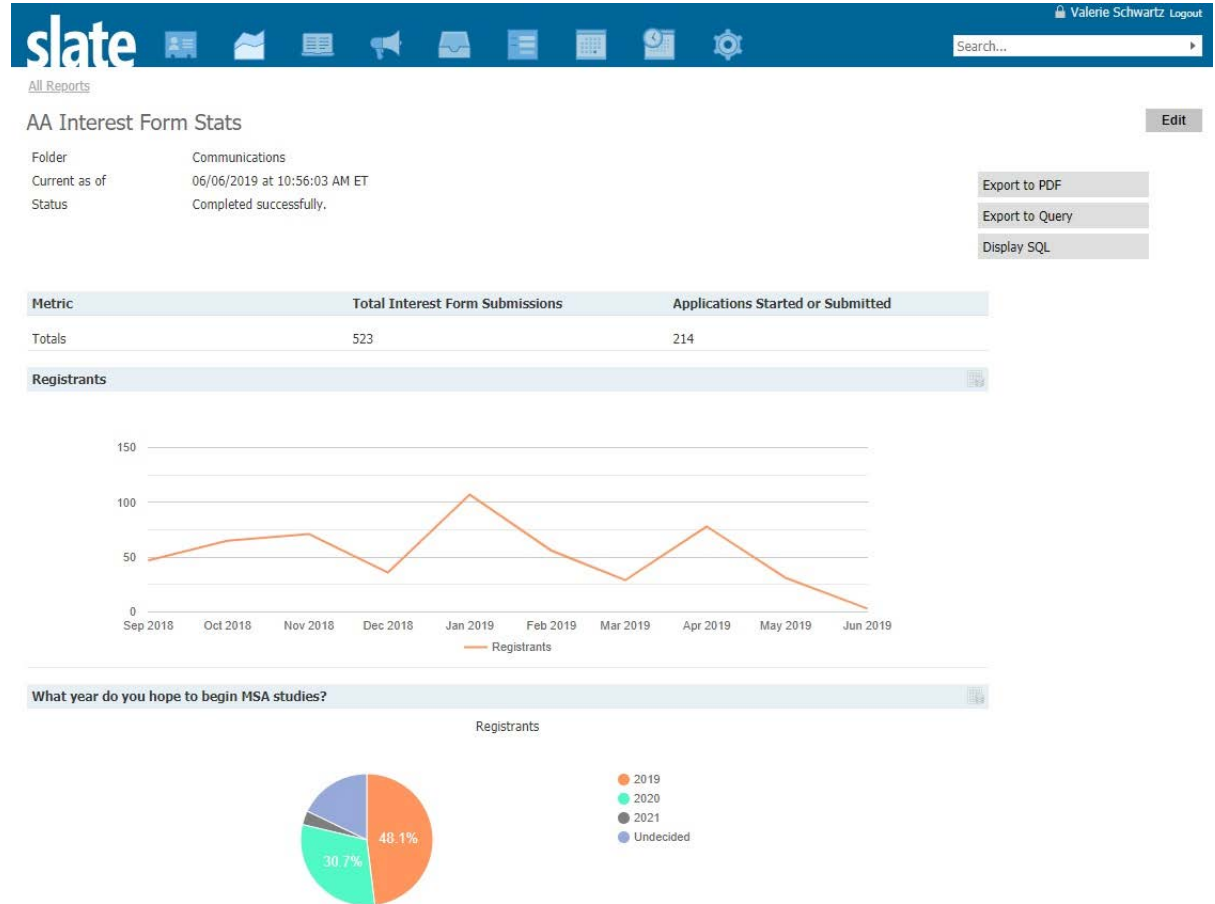 Valerie Schwartz Logout
slate
Search...
All Reports
AA Interest Form Stats
Edit
Folder Communications
Current as of 06/06/2019 at 10:56:03 AM ET
Status Completed successfully.
Export to PDF
Export to Query
Display SQL
Metric Total Interest Form Submissions Applications Started or Submitted
Totals 523 214
Registrants
150
100
50
0
Sep 2018 Oct 2018 Nov 2018 Dec 2018 Jan 2019 Feb 2019 Mar 2019 Apr 2019 May 2019 Jun 2019
Registrants
What year do you hope to begin MSA studies?
Registrants
2019
2020
2021
Undecided
48.1%
30.7%